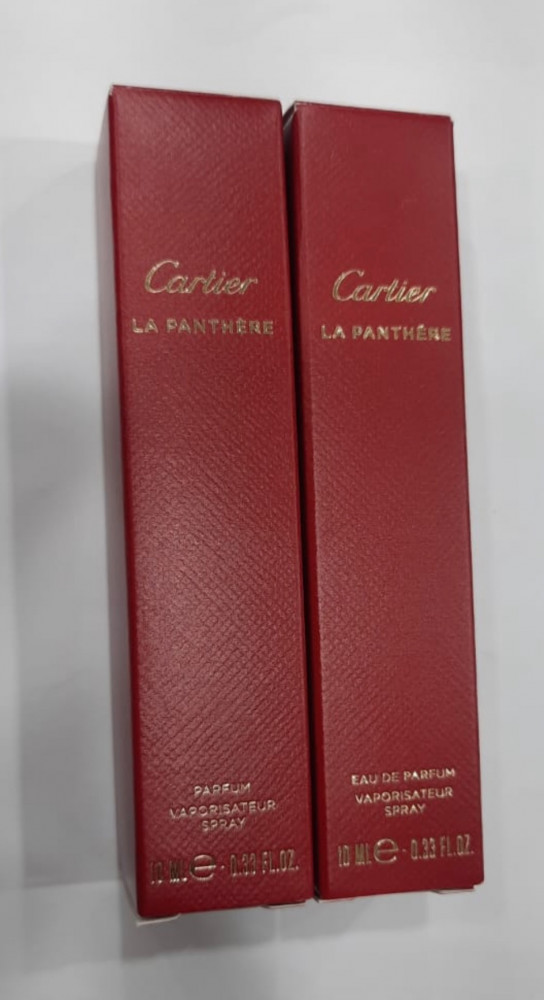 Cartier
LA PANTHÈRE
PARFUM
VAPORISATEUR
SPRAY
10 ML e - 0.33 FL.OZ.
Cartier
LA PANTHÈRE
EAU DE PARFUM
VAPORISATEUR
SPRAY
10 ML e - 0.33 FL.OZ.